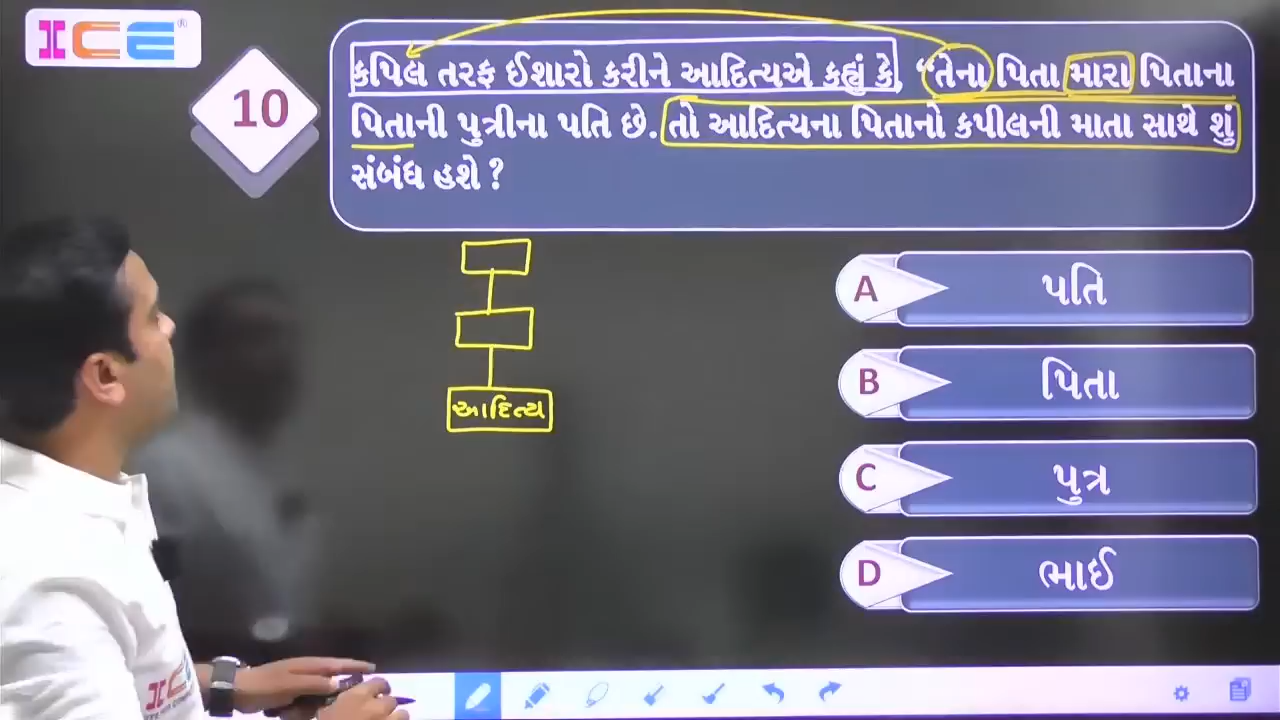 ICE®
10
કપિલ તરફ ઈશારો કરીને આદિત્યએ કહ્યું કે, “તેના પિતા મારા પિતાના
પિતાની પુત્રીના પતિ છે. તો આદિત્યના પિતાનો કપીલની માતા સાથે શું
સંબંધ હશે ?
આદિત્ય
A પતિ
B પિતા
C પુત્ર
D ભાઈ